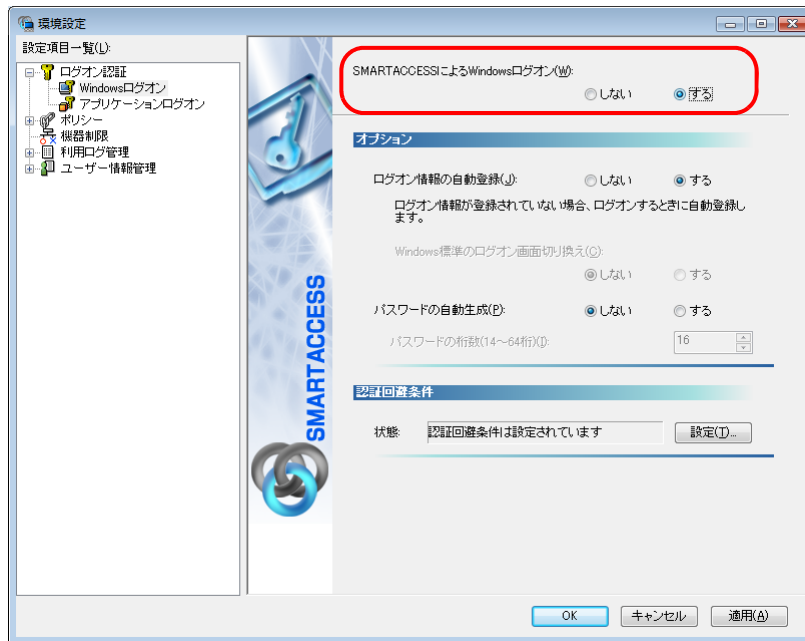 環境設定
設定項目一覧(L):
ログオン認証
Windowsログオン
アプリケーションログオン
ポリシー
機器制限
利用ログ管理
ユーザー情報管理
SMARTACCESS
SMARTACCESSによるWindowsログオン(W):
しない する
オプション
ログオン情報の自動登録(J): しない する
ログオン情報が登録されていない場合、ログオンするときに自動登録し
ます。
Windows標準のログオン画面切り換え(C):
しない する
パスワードの自動生成(P): しない する
パスワードの桁数(14～64桁)(I): 16
認証回避条件
状態: 認証回避条件は設定されています 設定(T)...
OK キャンセル 適用(A)